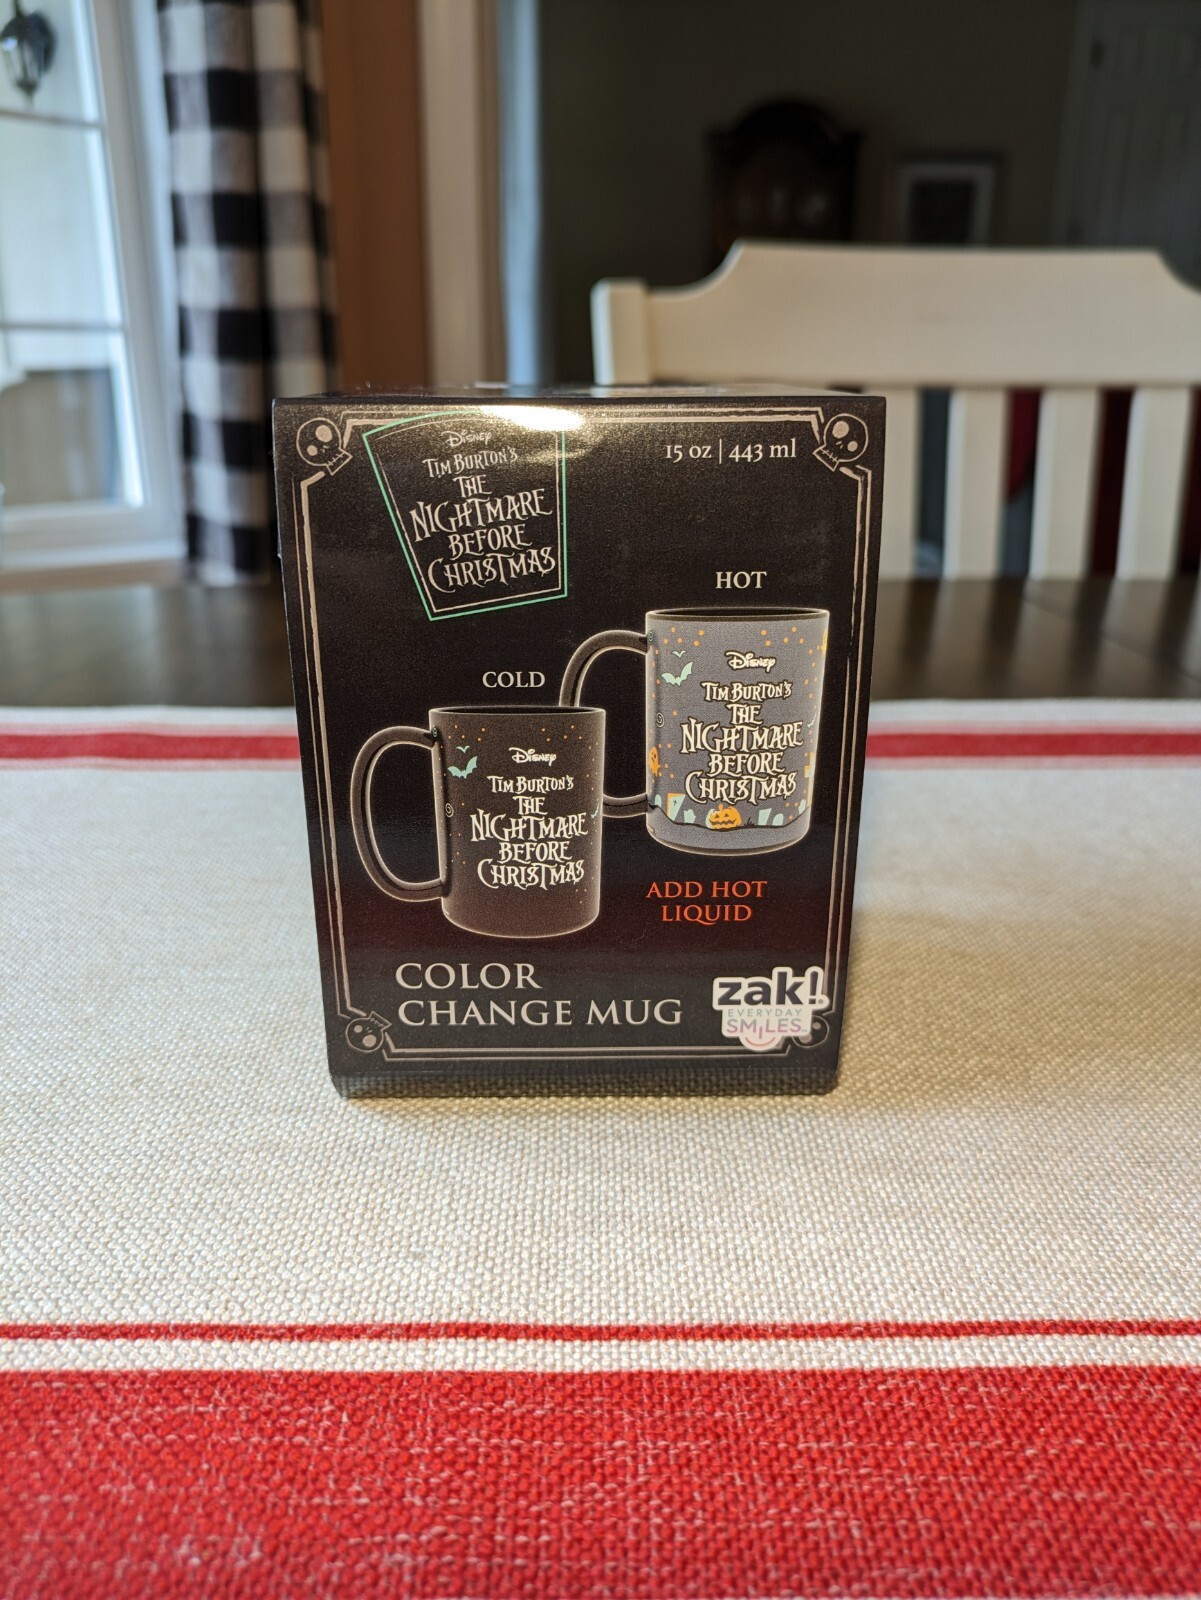 Disney
TIM BURTON'S
THE
NIGHTMARE
BEFORE
CHRISTMAS
15 oz | 443 ml
HOT
Disney
TIM BURTON'S
THE
NIGHTMARE
BEFORE
CHRISTMAS
COLD
Disney
TIM BURTON'S
THE
NIGHTMARE
BEFORE
CHRISTMAS
ADD HOT
LIQUID
COLOR
CHANGE MUG
zak!
EVERYDAY
SMILES